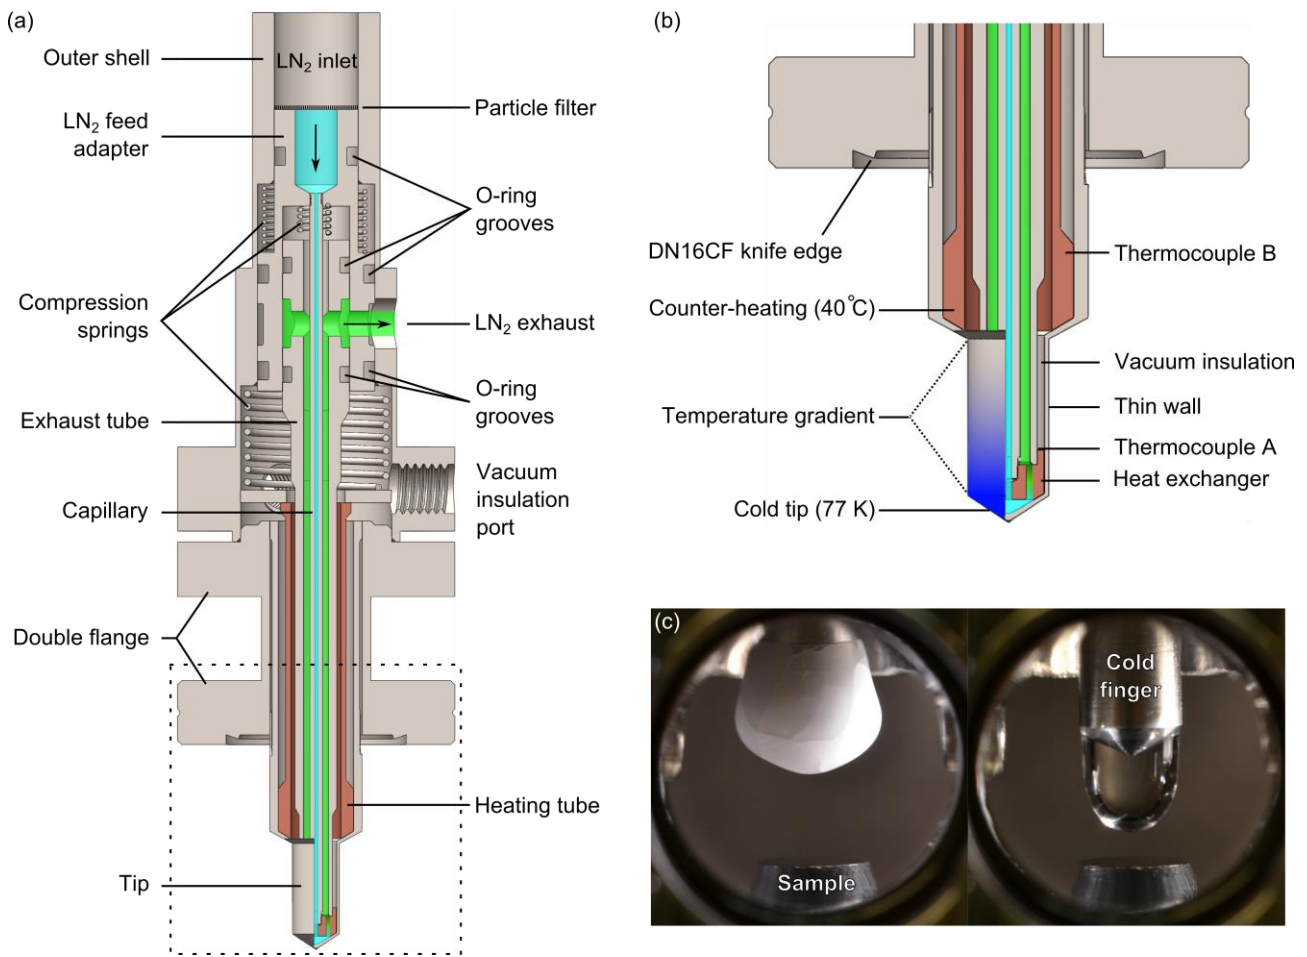 (a)
Outer shell
LN₂ inlet
Particle filter
LN₂ feed
adapter
O-ring
grooves
Compression
springs
LN₂ exhaust
O-ring
grooves
Exhaust tube
Vacuum
insulation
port
Capillary
Double flange
Heating tube
Tip
(b)
DN16CF knife edge
Thermocouple B
Counter-heating (40°C)
Vacuum insulation
Thin wall
Temperature gradient
Thermocouple A
Heat exchanger
Cold tip (77 K)
(c)
Cold
finger
Sample